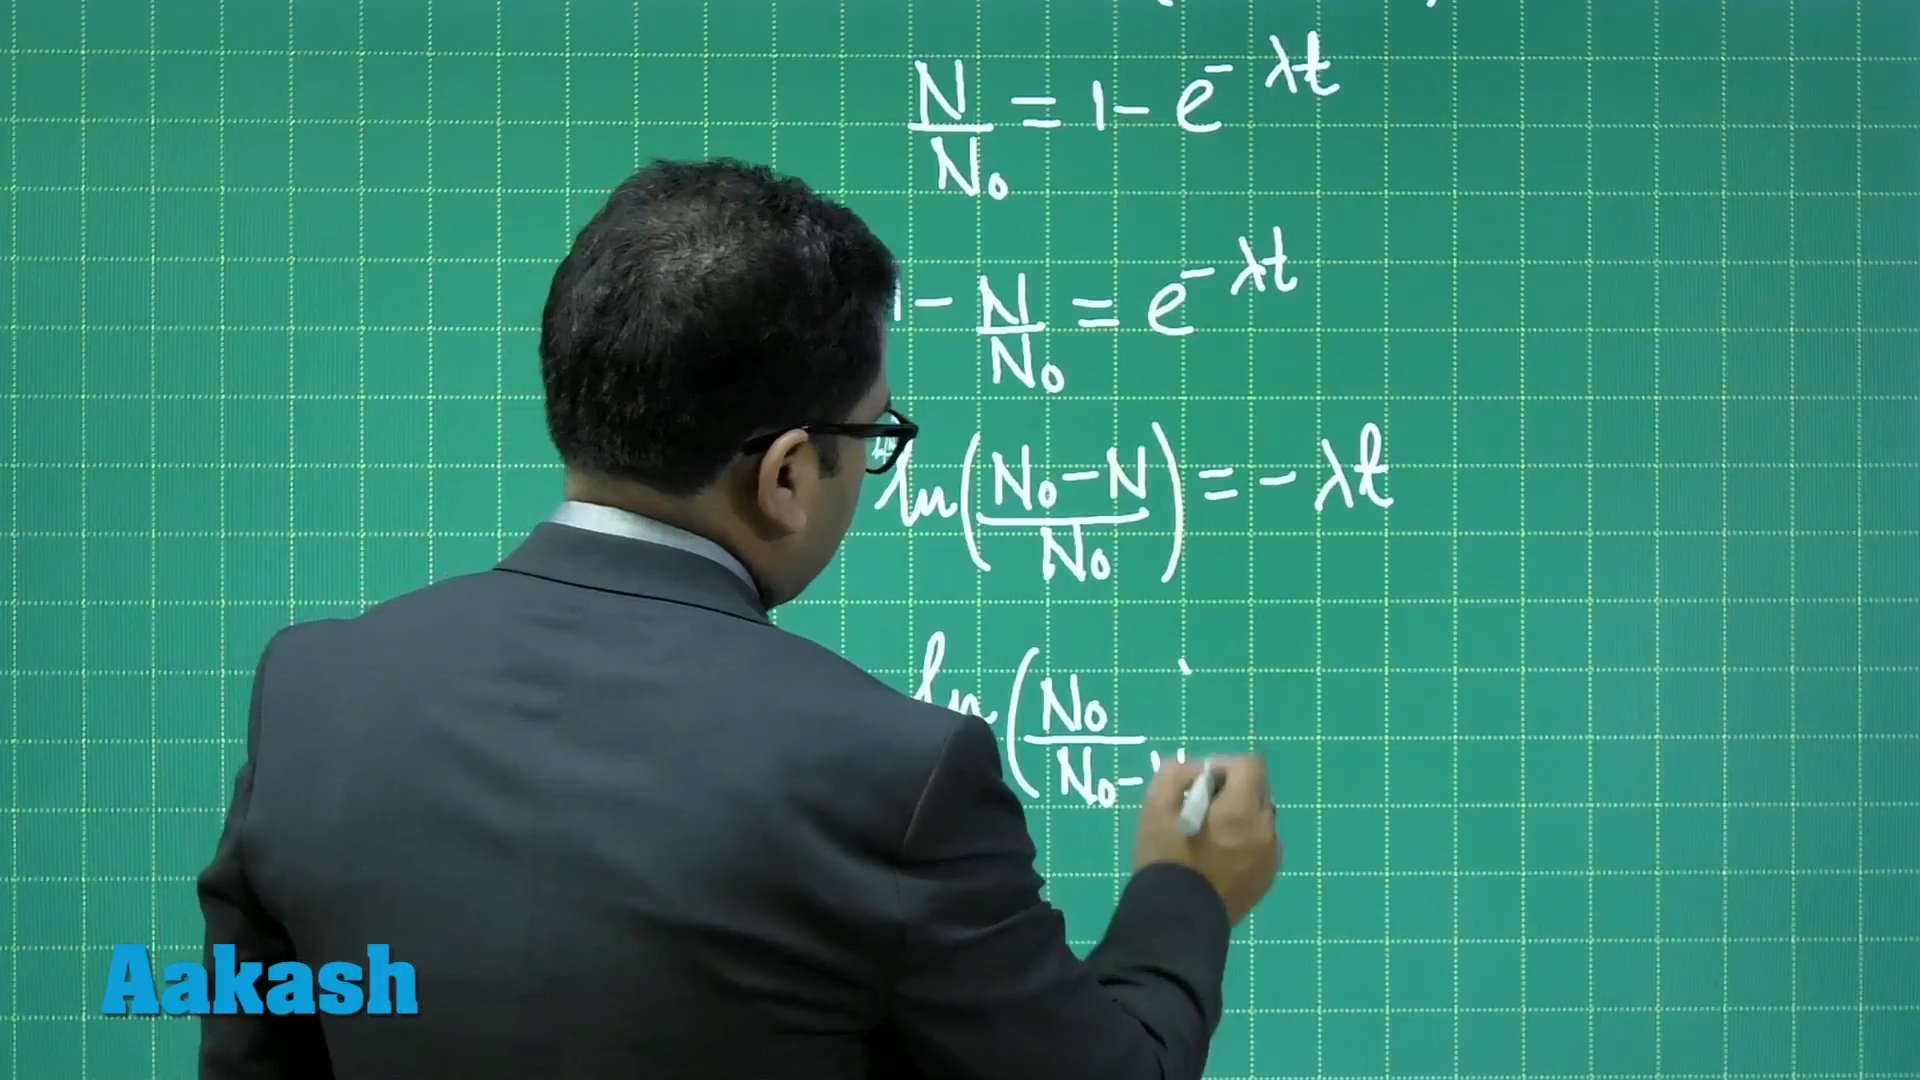 N/N₀ = 1 - e^(-λt)
1 - N/N₀ = e^(-λt)
ln((N₀ - N)/N₀) = - λt
ln(N₀/(N₀ - N
Aakash